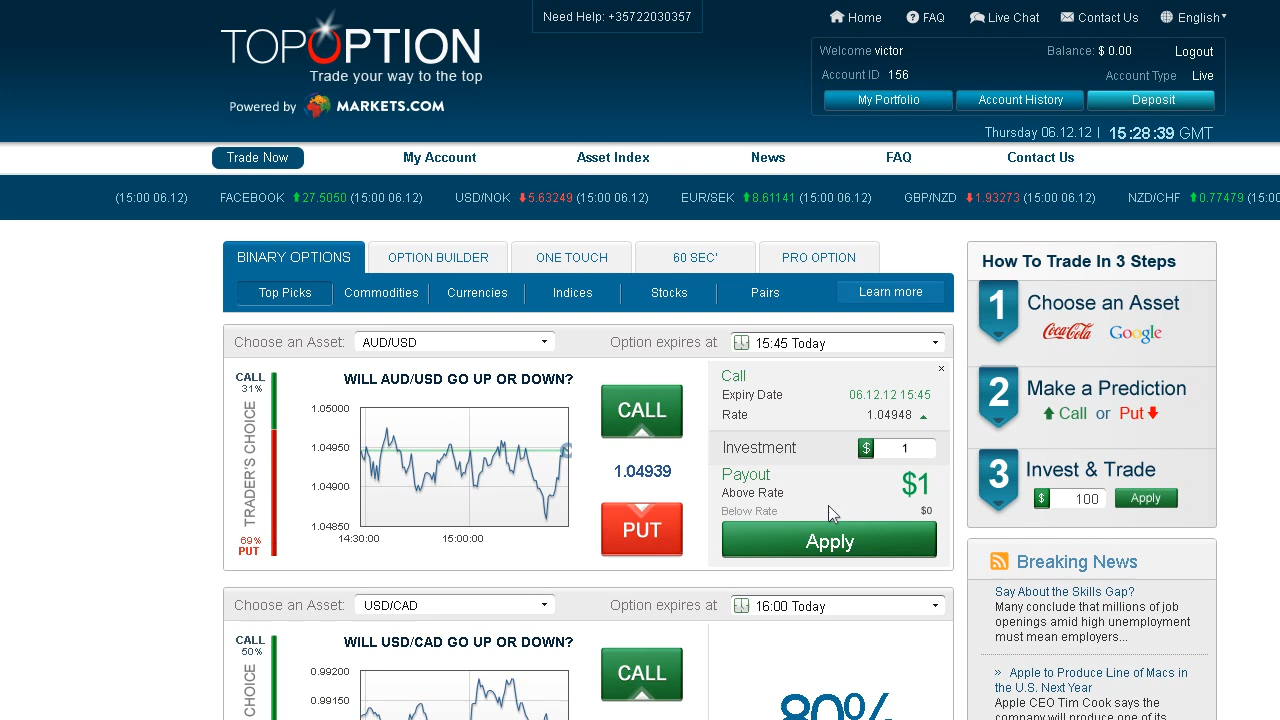 Need Help: +35722030357
Home FAQ Live Chat Contact Us English
TOPOPTION
Trade your way to the top
Powered by MARKETS.COM
Welcome victor Balance: $ 0.00 Logout
Account ID 156 Account Type Live
My Portfolio Account History Deposit
Thursday 06.12.12 | 15:28:39 GMT
Trade Now My Account Asset Index News FAQ Contact Us
(15:00 06.12) FACEBOOK 27.5050 (15:00 06.12) USD/NOK 5.63249 (15:00 06.12) EUR/SEK 8.61141 (15:00 06.12) GBP/NZD 1.93273 (15:00 06.12) NZD/CHF 0.77479 (15:00
BINARY OPTIONS OPTION BUILDER ONE TOUCH 60 SEC' PRO OPTION
Top Picks Commodities Currencies Indices Stocks Pairs Learn more
Choose an Asset: AUD/USD Option expires at 15:45 Today
CALL
31%
TRADER'S CHOICE
69%
PUT
WILL AUD/USD GO UP OR DOWN?
1.05000
1.04950
1.04900
1.04850
14:30:00 15:00:00
CALL
1.04939
PUT
Call
Expiry Date 06.12.12 15:45
Rate 1.04948
Investment $ 1
Payout
Above Rate $1
Below Rate $0
Apply
Choose an Asset: USD/CAD Option expires at 16:00 Today
CALL
50%
CHOICE
WILL USD/CAD GO UP OR DOWN?
0.99200
0.99150
CALL
80%
How To Trade In 3 Steps
1 Choose an Asset
Coca-Cola Google
2 Make a Prediction
Call or Put
3 Invest & Trade
$ 100 Apply
Breaking News
Say About the Skills Gap?
Many conclude that millions of job
openings amid high unemployment
must mean employers...
» Apple to Produce Line of Macs in
the U.S. Next Year
Apple CEO Tim Cook says the
company will produce one of its